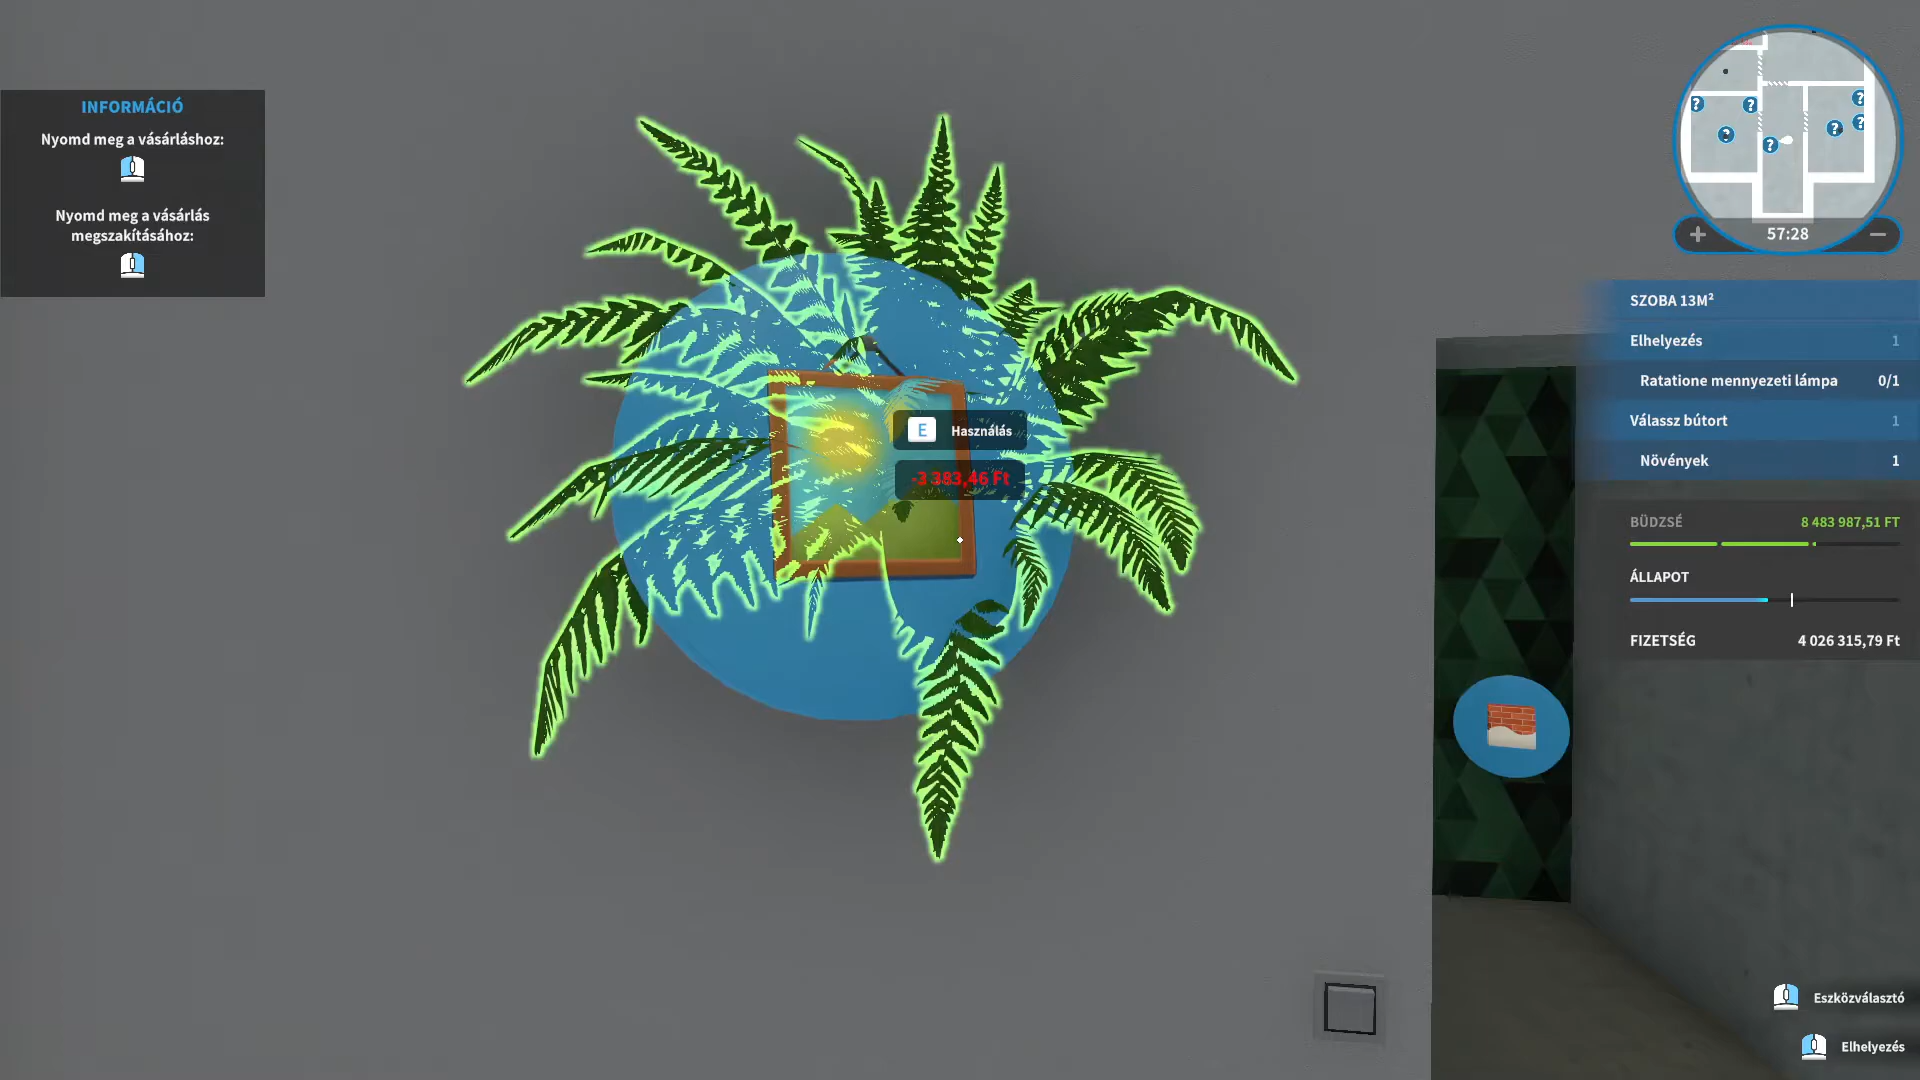 INFORMÁCIÓ
Nyomd meg a vásárláshoz:
Nyomd meg a vásárlás
megszakításához:
E Használás
-3 383,46 Ft
57:28
SZOBA 13M²
Elhelyezés 1
Ratatione mennyezeti lámpa 0/1
Válassz bútort 1
Növények 1
BÜDZSÉ 8 483 987,51 FT
ÁLLAPOT
FIZETSÉG 4 026 315,79 Ft
Eszközválasztó
Elhelyezés